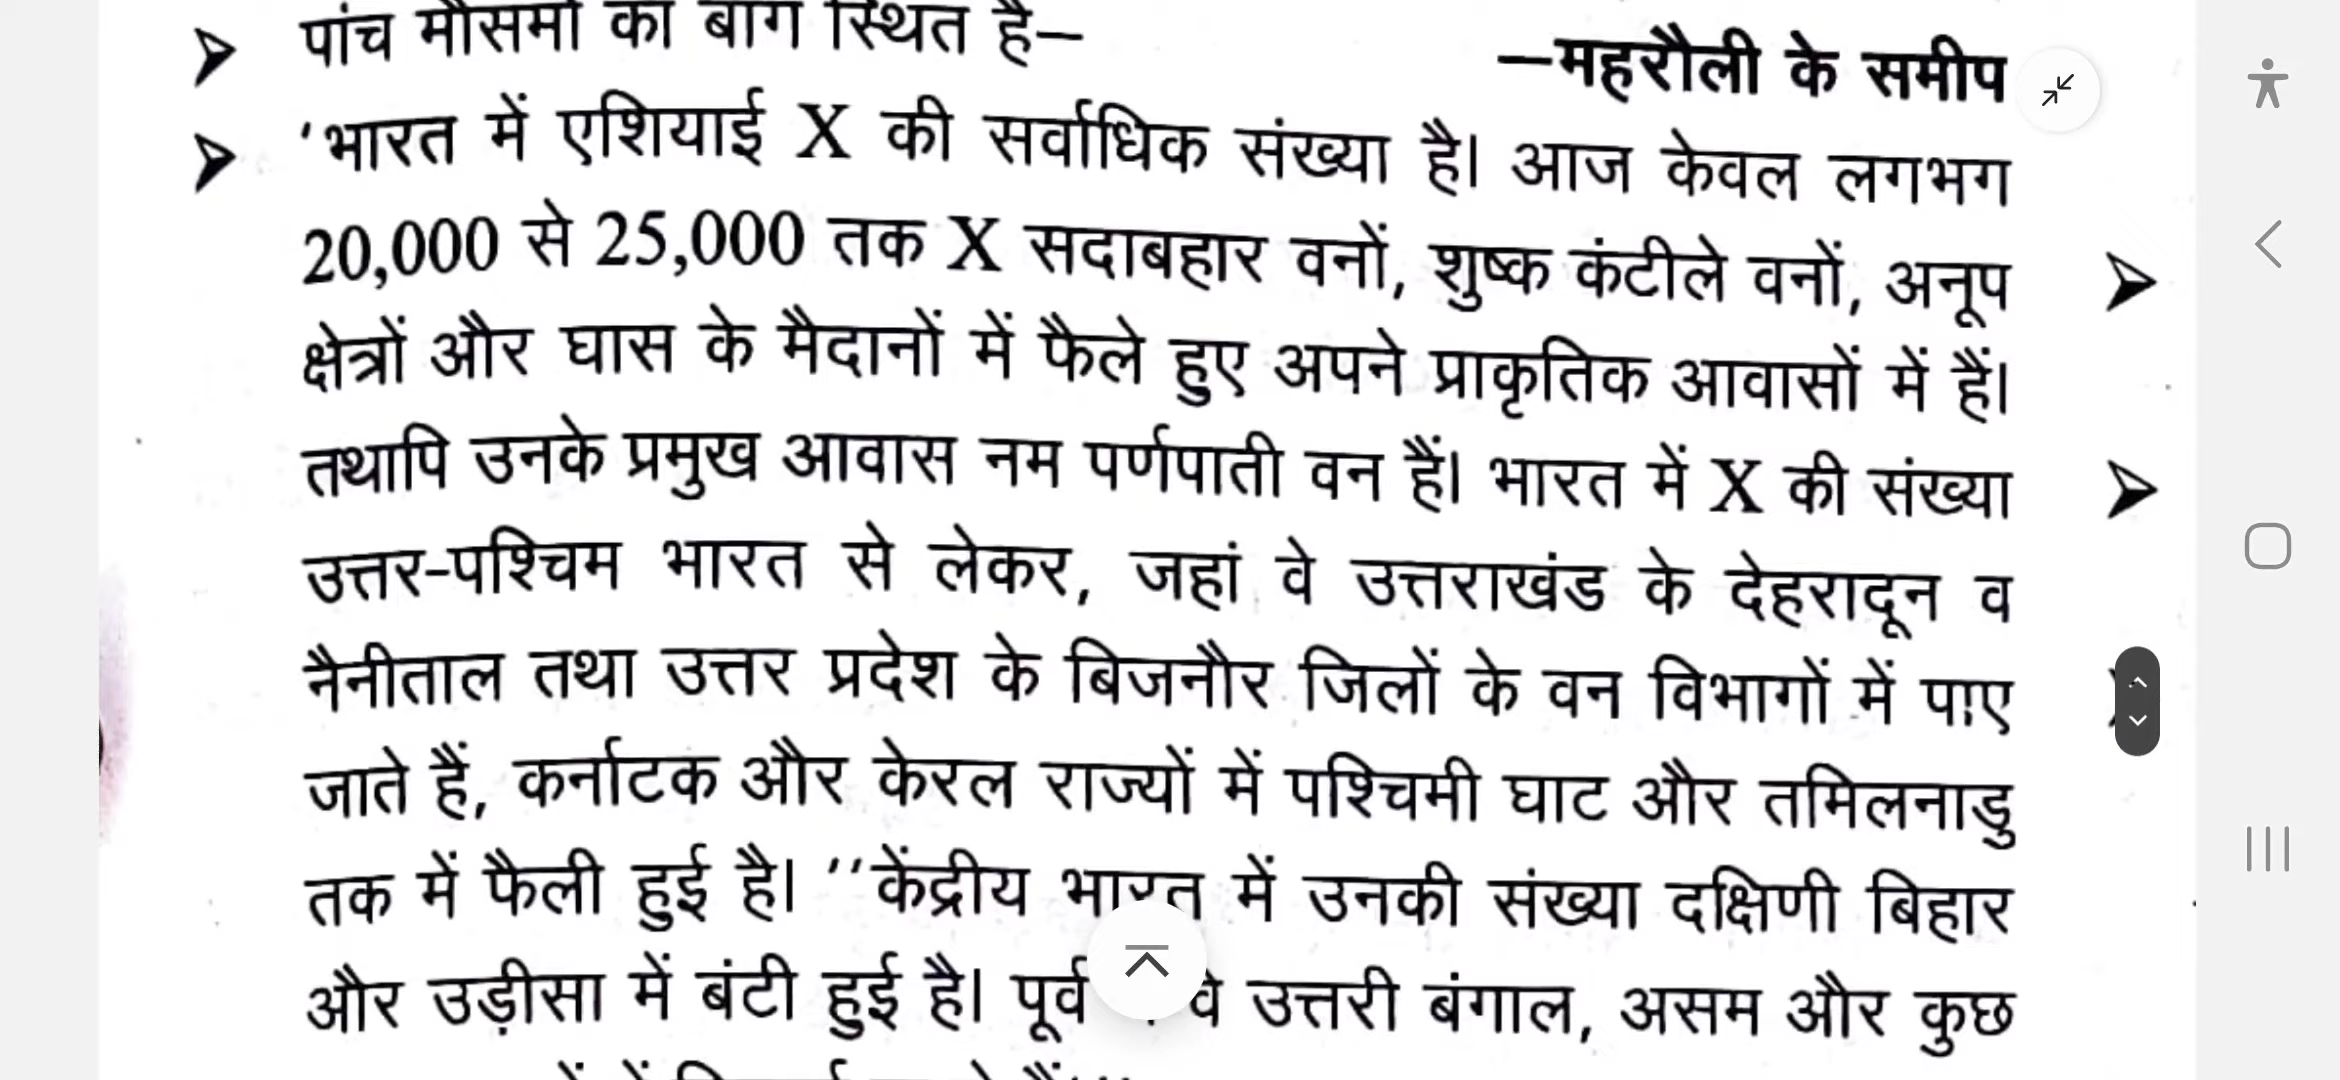 पांच मौसमों का बाग स्थित है–
–महरौली के समीप
'भारत में एशियाई X की सर्वाधिक संख्या है। आज केवल लगभग
20,000 से 25,000 तक X सदाबहार वनों, शुष्क कंटीले वनों, अनूप
क्षेत्रों और घास के मैदानों में फैले हुए अपने प्राकृतिक आवासों में हैं।
तथापि उनके प्रमुख आवास नम पर्णपाती वन हैं। भारत में X की संख्या
उत्तर-पश्चिम भारत से लेकर, जहां वे उत्तराखंड के देहरादून व
नैनीताल तथा उत्तर प्रदेश के बिजनौर जिलों के वन विभागों में पाए
जाते हैं, कर्नाटक और केरल राज्यों में पश्चिमी घाट और तमिलनाडु
तक में फैली हुई है। ''केंद्रीय भारत में उनकी संख्या दक्षिणी बिहार
और उड़ीसा में बंटी हुई है। पूर्व वे उत्तरी बंगाल, असम और कुछ